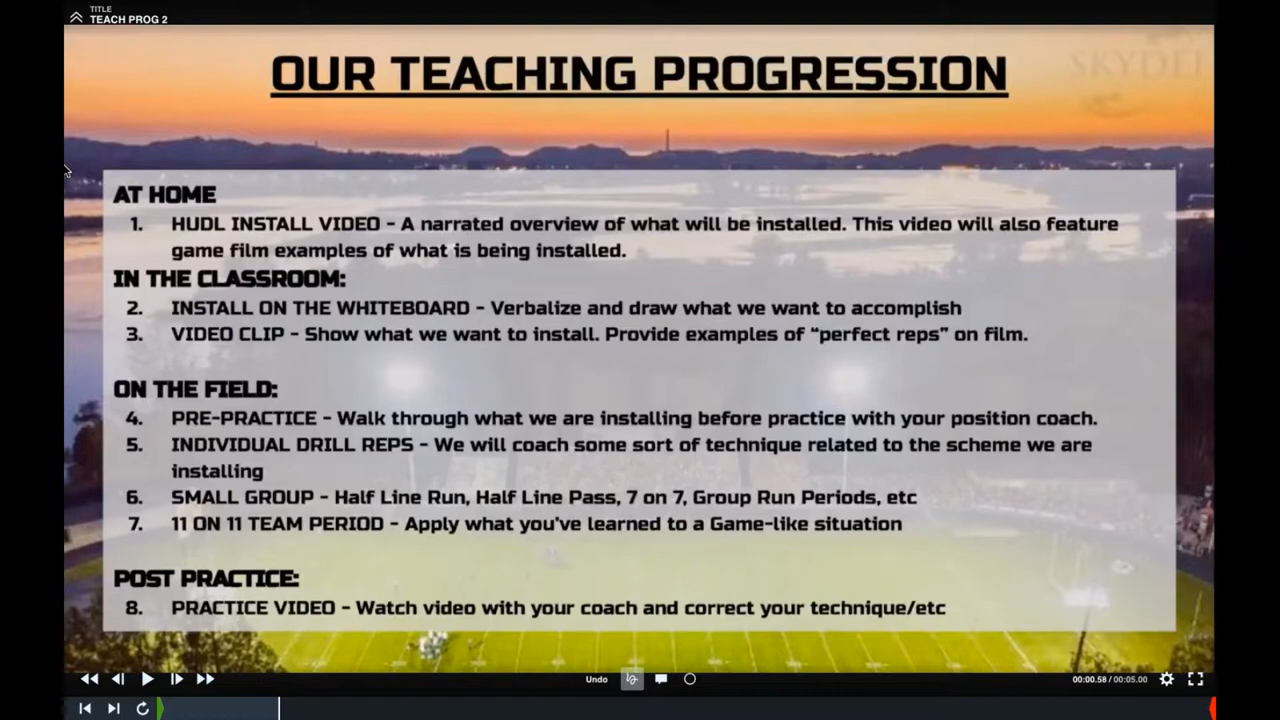 TITLE
TEACH PROG 2
SKYDEI
OUR TEACHING PROGRESSION
AT HOME
1. HUDL INSTALL VIDEO - A narrated overview of what will be installed. This video will also feature
game film examples of what is being installed.
IN THE CLASSROOM:
2. INSTALL ON THE WHITEBOARD - Verbalize and draw what we want to accomplish
3. VIDEO CLIP - Show what we want to install. Provide examples of “perfect reps” on film.
ON THE FIELD:
4. PRE-PRACTICE - Walk through what we are installing before practice with your position coach.
5. INDIVIDUAL DRILL REPS - We will coach some sort of technique related to the scheme we are
installing
6. SMALL GROUP - Half Line Run, Half Line Pass, 7 on 7, Group Run Periods, etc
7. 11 ON 11 TEAM PERIOD - Apply what you've learned to a Game-like situation
POST PRACTICE:
8. PRACTICE VIDEO - Watch video with your coach and correct your technique/etc
Undo
00:00.58 / 00:05.00